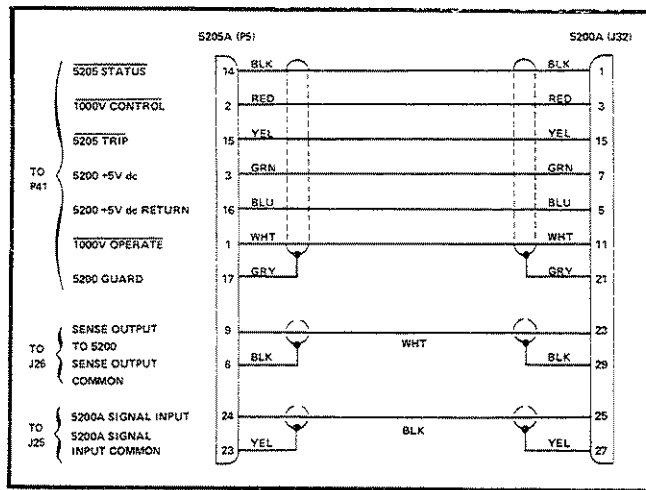 5205A (P5) 5200A (J32)
5205 STATUS 14 BLK BLK 1
1000V CONTROL 2 RED RED 3
5205 TRIP 15 YEL YEL 15
TO P41 5200 +5V dc 3 GRN GRN 7
5200 +5V dc RETURN 16 BLU BLU 5
1000V OPERATE 1 WHT WHT 11
5200 GUARD 17 GRY GRY 21
SENSE OUTPUT 9 23
TO TO 5200 WHT
J26 SENSE OUTPUT 6 BLK BLK 29
COMMON
5200A SIGNAL INPUT 24 25
TO 5200A SIGNAL BLK
J25 INPUT COMMON 23 YEL YEL 27